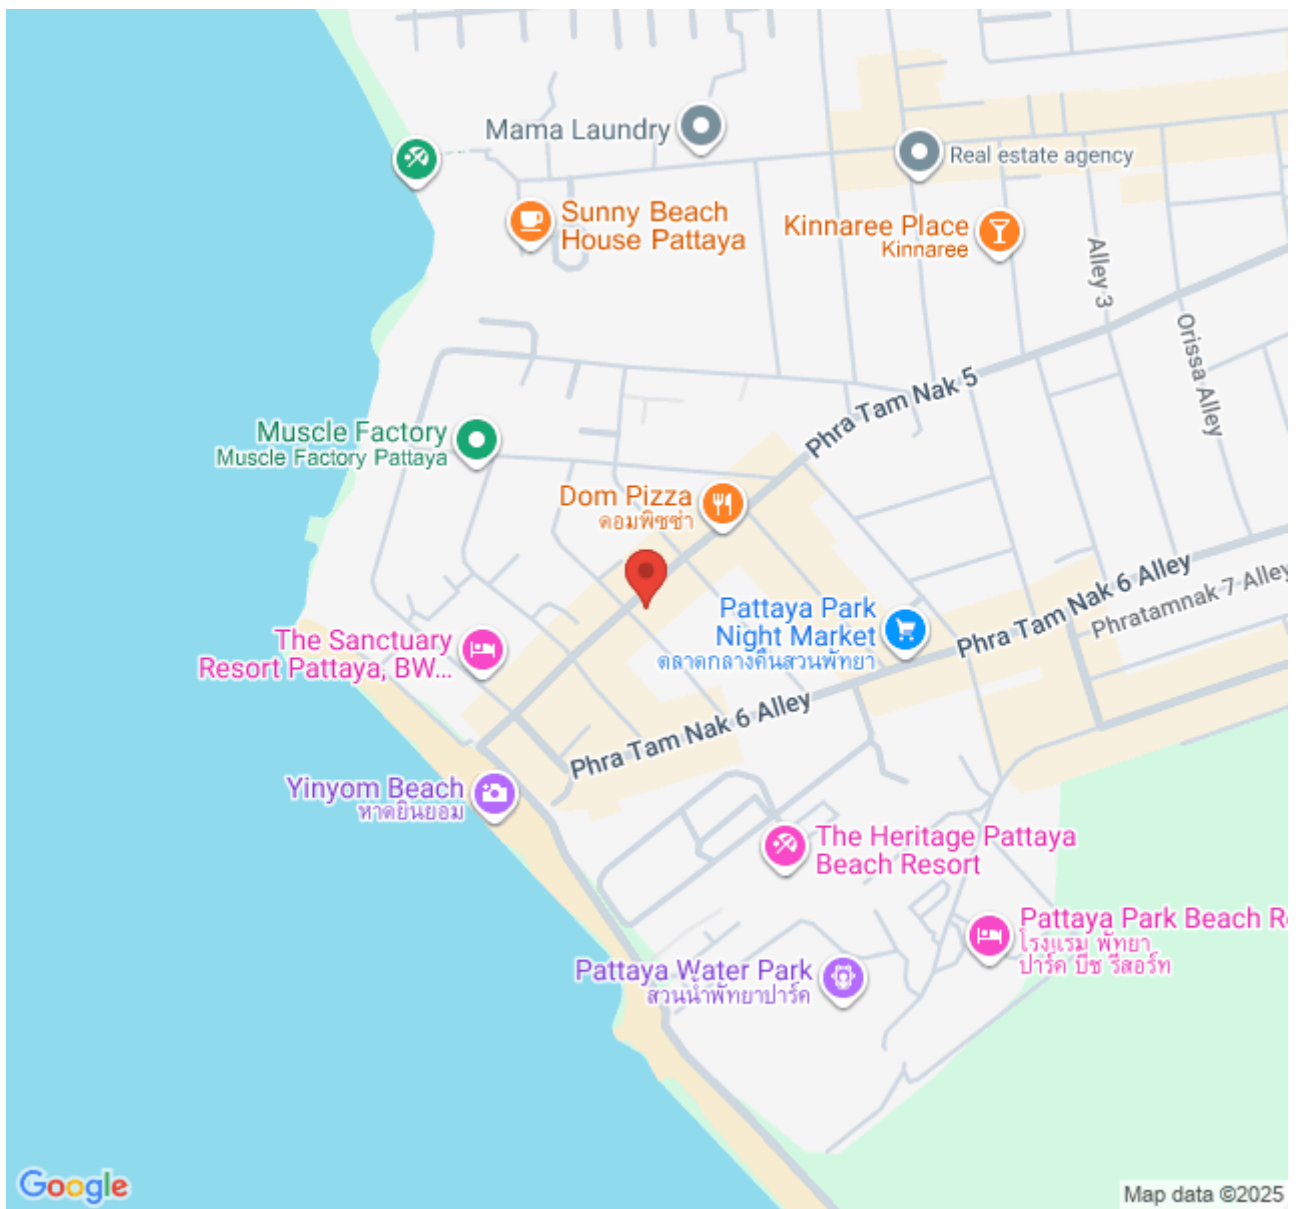 Mama Laundry
Real estate agency
Sunny Beach
House Pattaya
Kinnaree Place
Kinnaree
Alley 3
Orissa Alley
Phra Tam Nak 5
Muscle Factory
Muscle Factory Pattaya
Dom Pizza
ดอมพิซซ่า
Phra Tam Nak 6 Alley
Phratamnak 7 Alley
Pattaya Park
Night Market
ตลาดกลางคืนสวนพัทยา
The Sanctuary
Resort Pattaya, BW...
Phra Tam Nak 6 Alley
Yinyom Beach
หาดยินยอม
The Heritage Pattaya
Beach Resort
Pattaya Park Beach R
โรงแรม พัทยา
ปาร์ค บีช รีสอร์ท
Pattaya Water Park
สวนน้ำพัทยาปาร์ค
Google
Map data ©2025